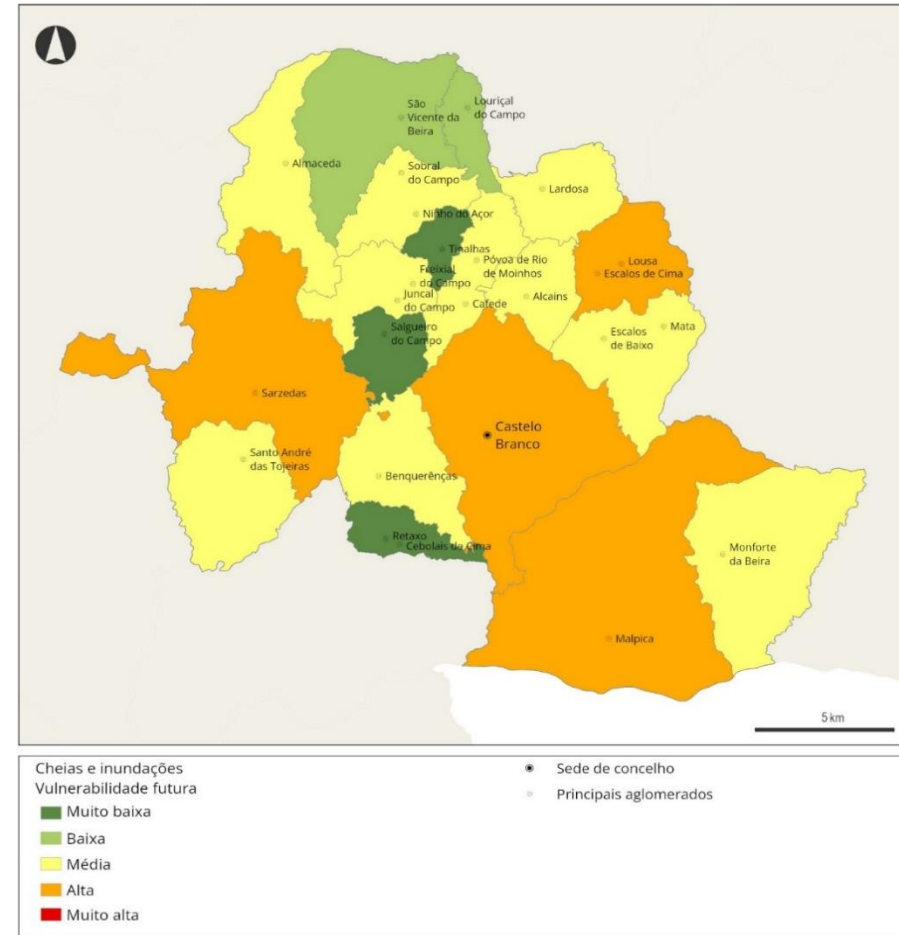 São
Vicente da
Beira
Louriçal
do Campo
Almaceda
Sobral
do Campo
Lardosa
Ninho do Açor
Tinalhas
Póvoa de Rio
de Moinhos
Lousa
Escalos de Cima
Freixial
do Campo
Juncal
do Campo
Cafede
Alcains
Salgueiro
do Campo
Escalos
de Baixo
Mata
Sarzedas
Castelo
Branco
Santo André
das Tojeiras
Benquerenças
Retaxo
Cebolais de Cima
Monforte
da Beira
Malpica
5 km
Cheias e inundações
Vulnerabilidade futura
Muito baixa
Baixa
Média
Alta
Muito alta
Sede de concelho
Principais aglomerados